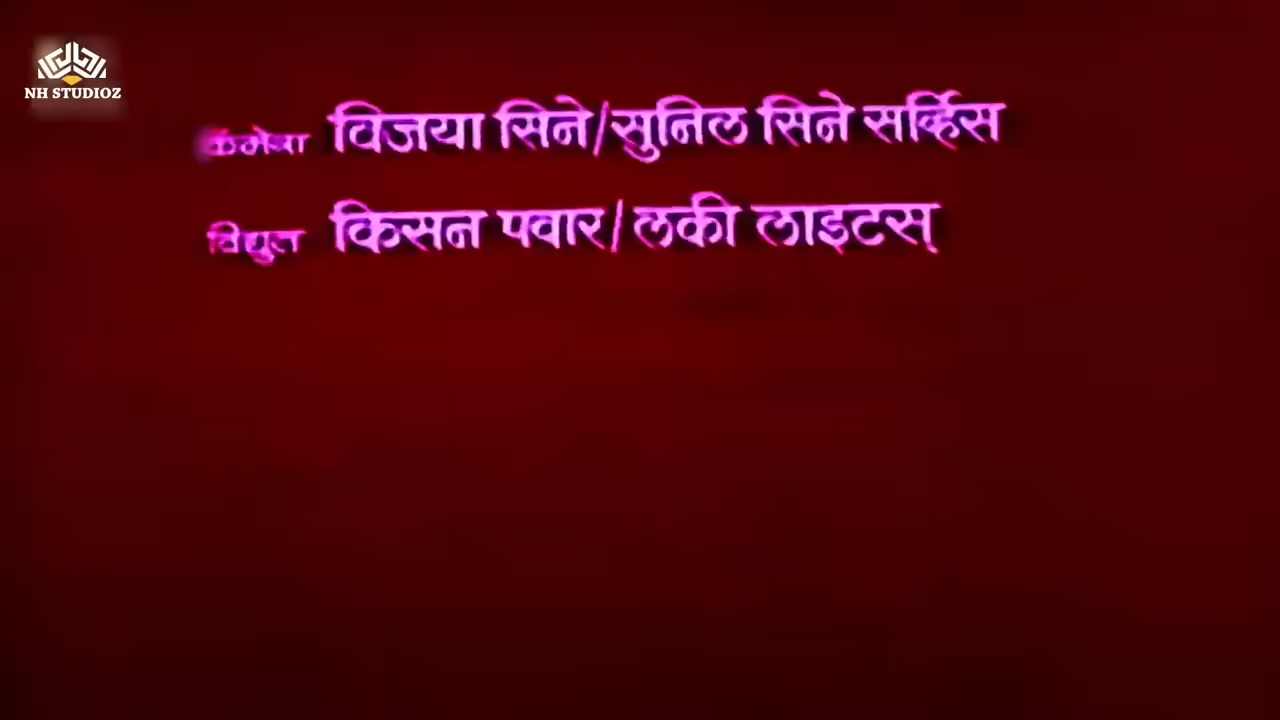 NH STUDIOZ
कॅमेरा विजया सिने/सुनिल सिने सर्व्हिस
विद्युत किसन पवार/लकी लाइटस्